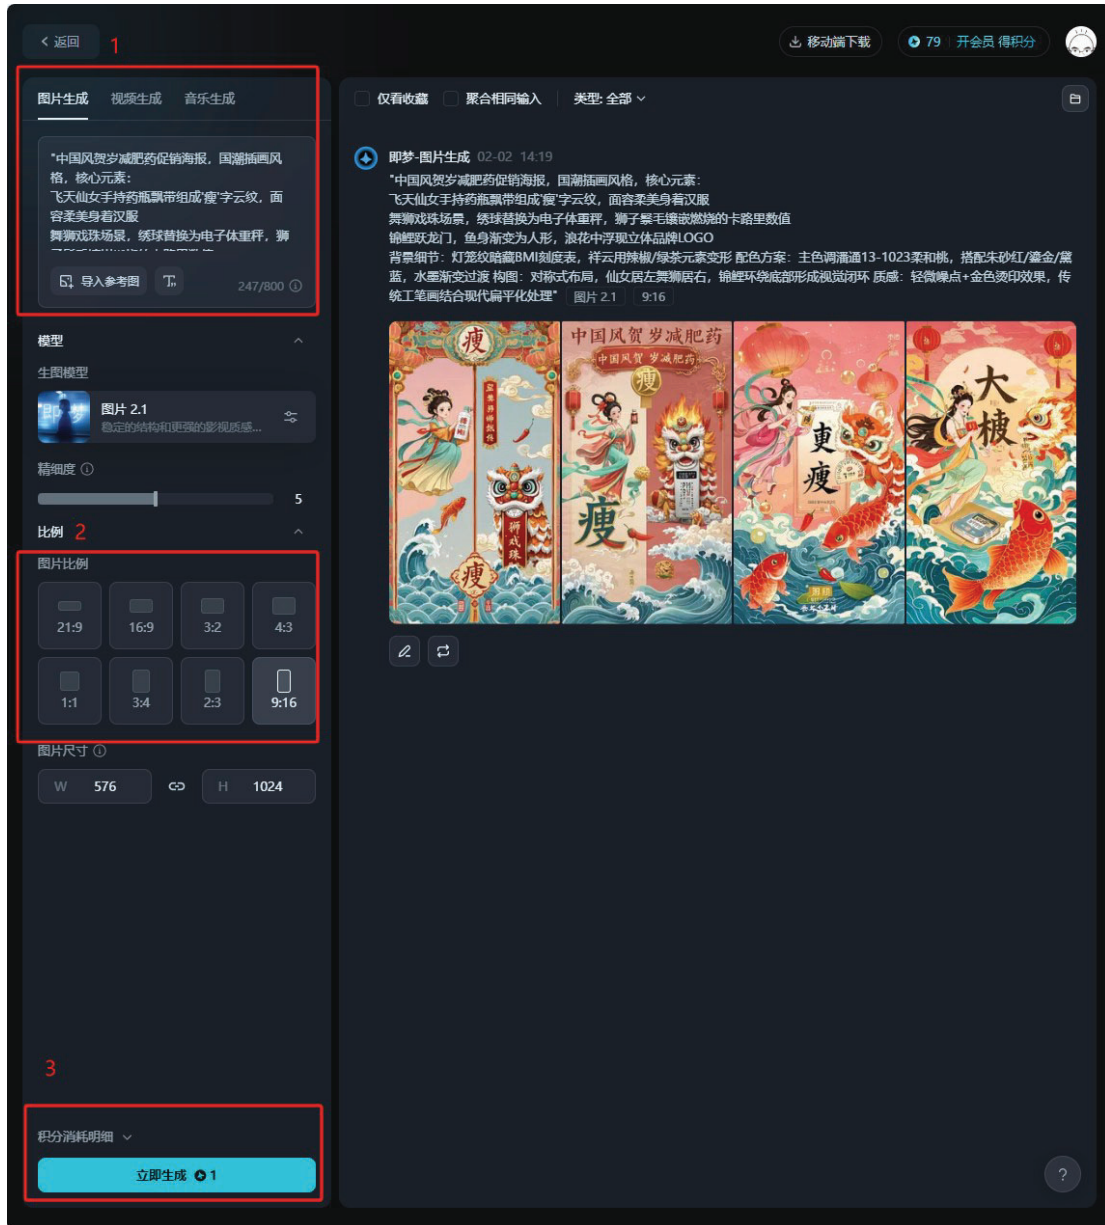 返回
1
移动端下载
79 开会员 得积分
图片生成 视频生成 音乐生成
"中国风贺岁减肥药促销海报，国潮插画风
格，核心元素：
飞天仙女手持药瓶飘带组成'瘦'字云纹，面
容柔美身着汉服
舞狮戏珠场景，绣球替换为电子体重秤，狮
导入参考图
247/800
模型
生图模型
图片 2.1
稳定的结构和更强的影视质感...
精细度
5
比例 2
图片比例
21:9 16:9 3:2 4:3
1:1 3:4 2:3 9:16
图片尺寸
W 576 H 1024
3
积分消耗明细
立即生成 1
仅看收藏 聚合相同输入 类型: 全部
即梦-图片生成 02-02 14:19
"中国风贺岁减肥药促销海报，国潮插画风格，核心元素：
飞天仙女手持药瓶飘带组成'瘦'字云纹，面容柔美身着汉服
舞狮戏珠场景，绣球替换为电子体重秤，狮子鬃毛镶嵌燃烧的卡路里数值
锦鲤跃龙门，鱼身渐变为人形，浪花中浮现立体品牌LOGO
背景细节：灯笼纹暗藏BMI刻度表，祥云用辣椒/绿茶元素变形 配色方案：主色调潘通13-1023柔和桃，搭配朱砂红/鎏金/黛
蓝，水墨渐变过渡 构图：对称式布局，仙女居左舞狮居右，锦鲤环绕底部形成视觉闭环 质感：轻微噪点+金色烫印效果，传
统工笔画结合现代扁平化处理" 图片 2.1 9:16
瘦
狮戏珠
瘦
中国风贺岁减肥药
中国风贺岁减肥药
瘦
瘦
更瘦
大
?